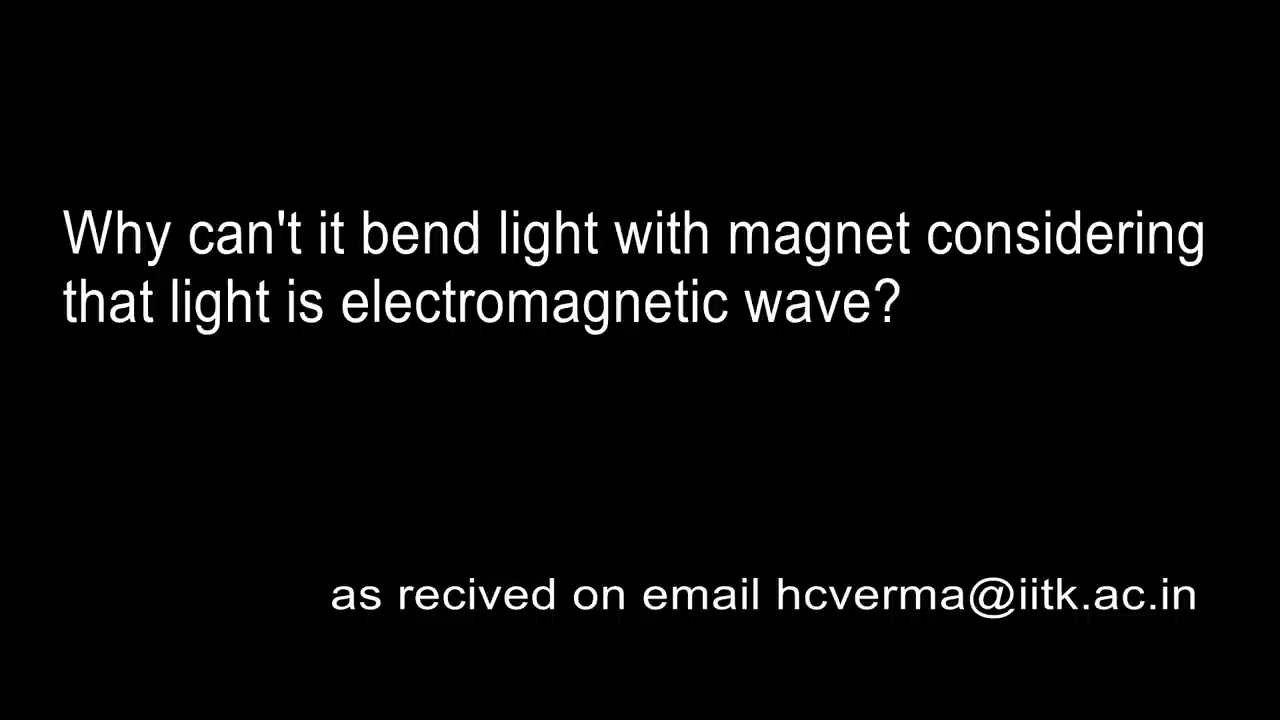 Why can't it bend light with magnet considering
that light is electromagnetic wave?
as recived on email hcverma@iitk.ac.in